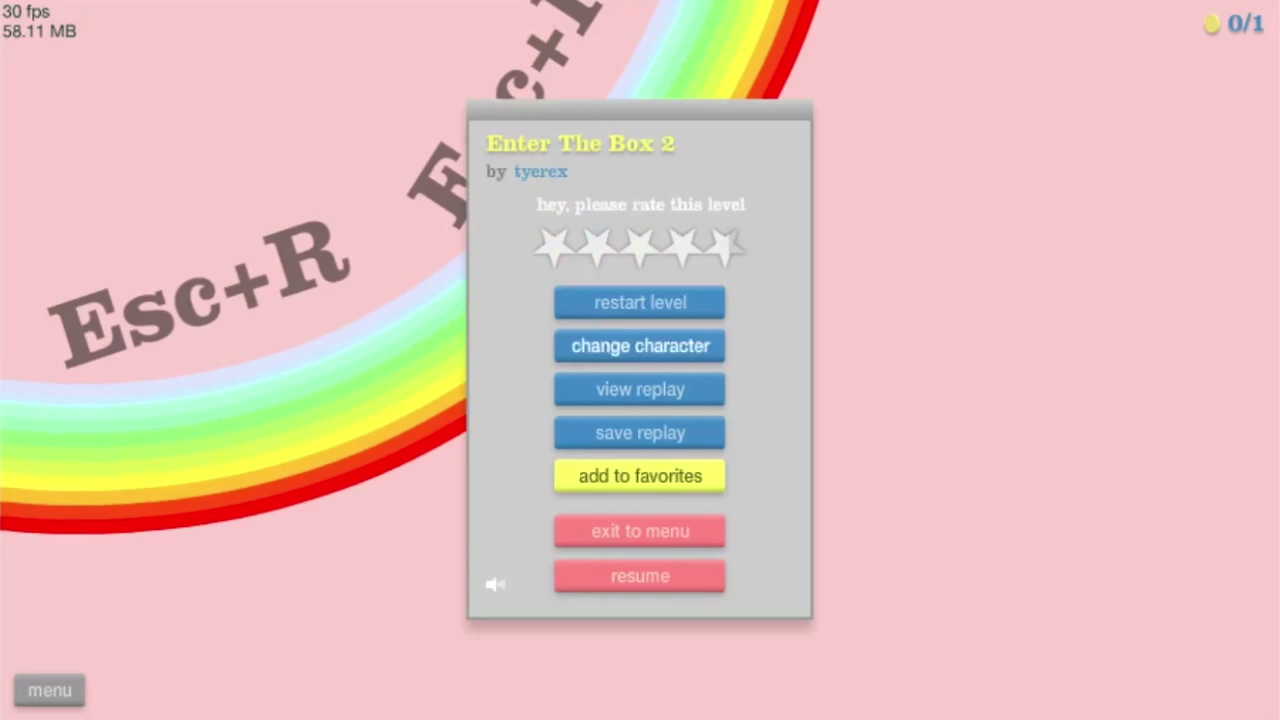 30 fps
58.11 MB
0/1
Esc+R
Enter The Box 2
by tyerex
hey, please rate this level
restart level
change character
view replay
save replay
add to favorites
exit to menu
resume
menu